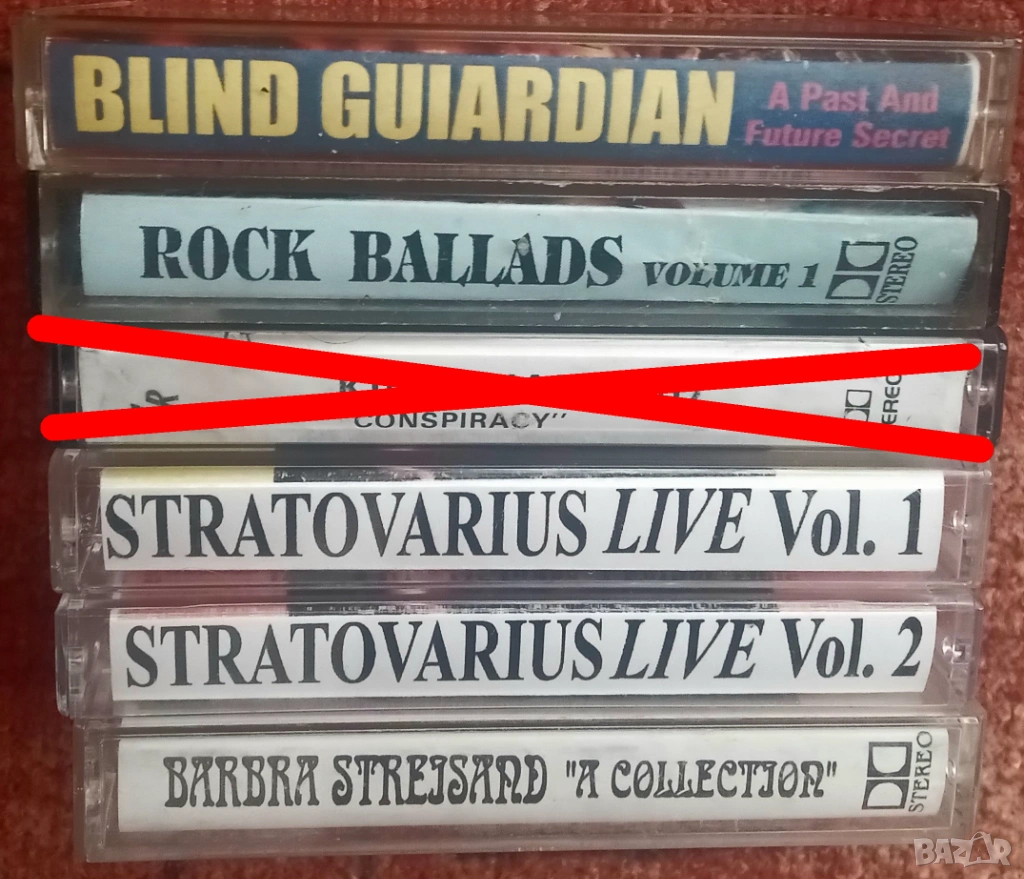 BLIND GUIARDIAN
A Past And
Future Secret
ROCK BALLADS VOLUME 1
STEREO
CONSPIRACY"
STRATOVARIUS LIVE Vol. 1
STRATOVARIUS LIVE Vol. 2
BARBRA STREISAND "A COLLECTION"
STEREO
BAZAR